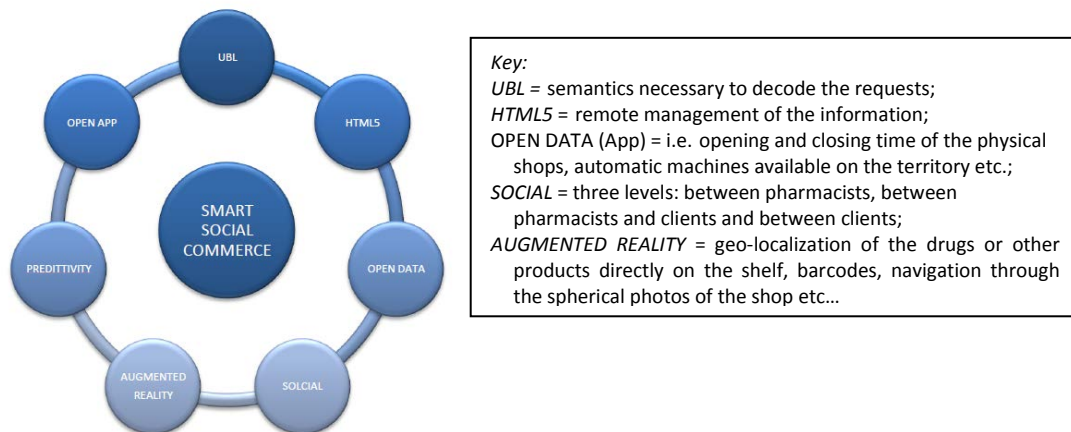 UBL
OPEN APP
HTML5
SMART
SOCIAL
COMMERCE
PREDITTIVITY
OPEN DATA
AUGMENTED
REALITY
SOLCIAL
Key:
UBL = semantics necessary to decode the requests;
HTML5 = remote management of the information;
OPEN DATA (App) = i.e. opening and closing time of the physical
shops, automatic machines available on the territory etc.;
SOCIAL = three levels: between pharmacists, between
pharmacists and clients and between clients;
AUGMENTED REALITY = geo-localization of the drugs or other
products directly on the shelf, barcodes, navigation through
the spherical photos of the shop etc...